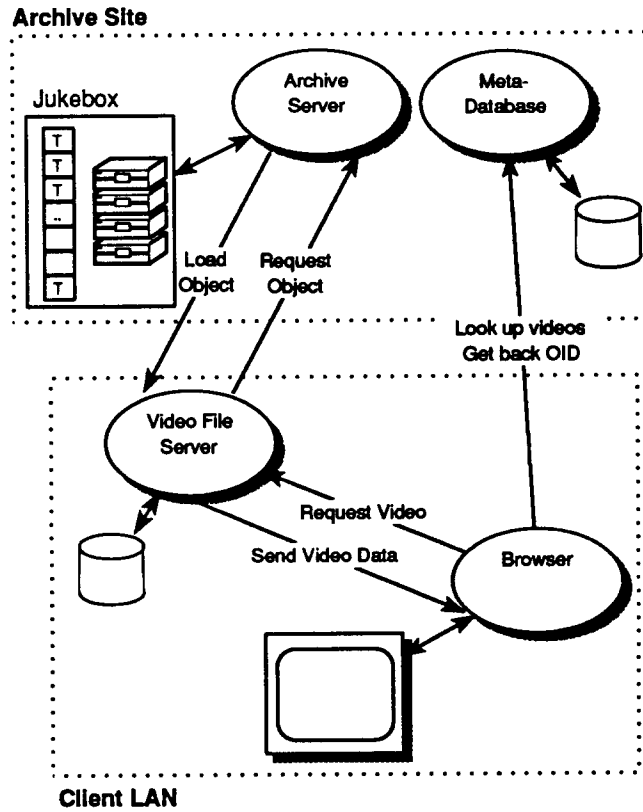 Archive Site
Jukebox
T
T
T
..
T
Archive
Server
Meta-
Database
Load
Object
Request
Object
Look up videos
Get back OID
Video File
Server
Request Video
Send Video Data
Browser
Client LAN